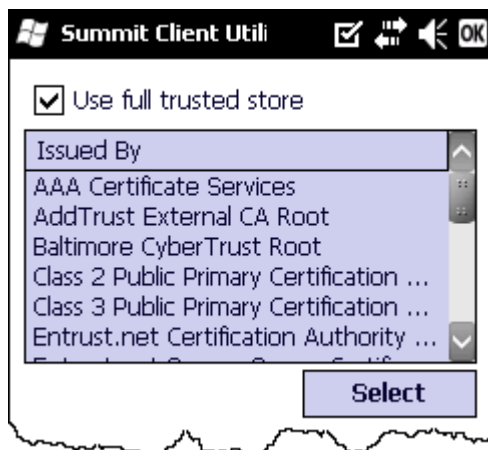 Summit Client Utili
OK
Use full trusted store
Issued By
AAA Certificate Services
AddTrust External CA Root
Baltimore CyberTrust Root
Class 2 Public Primary Certification ...
Class 3 Public Primary Certification ...
Entrust.net Certification Authority ...
Select